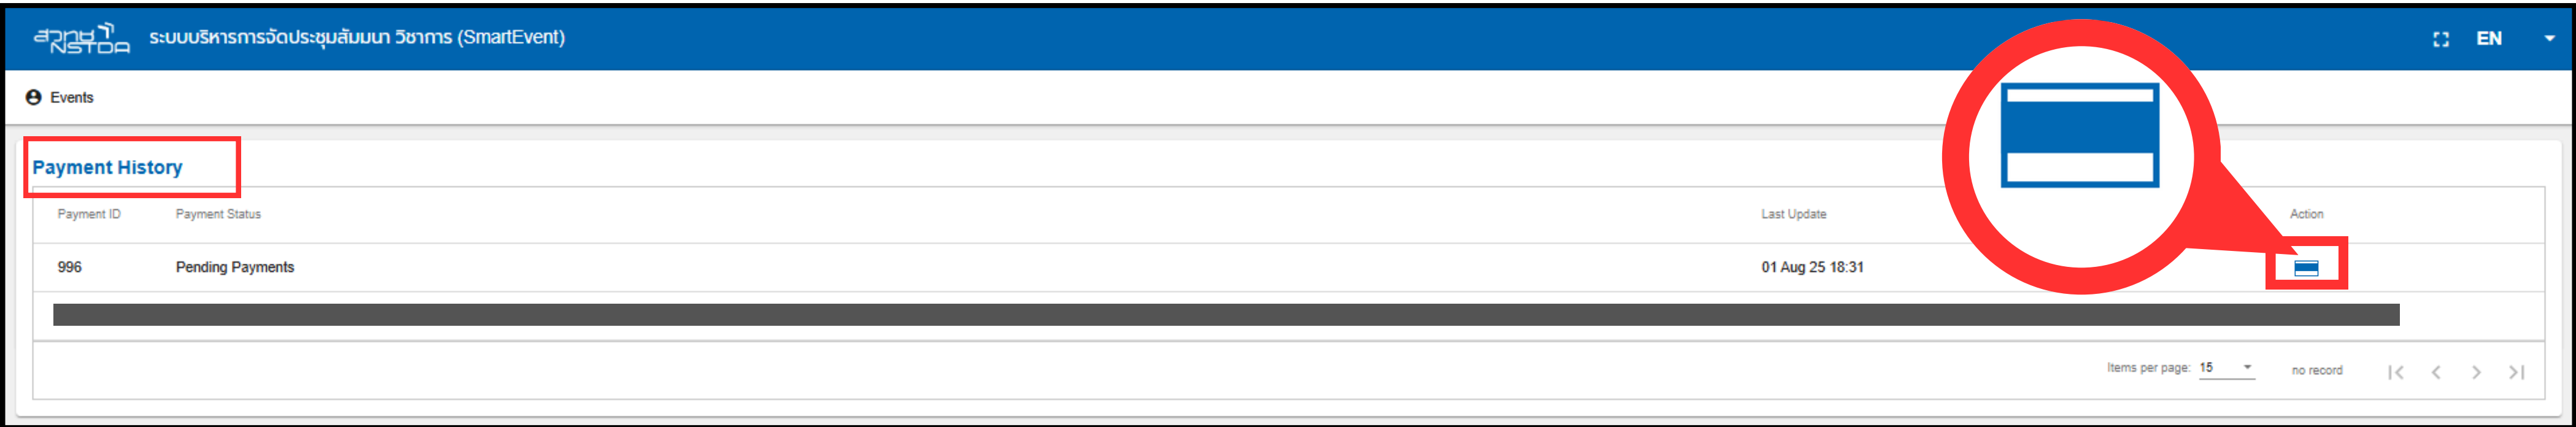 สวทช
NSTDA
ระบบบริหารการจัดประชุมสัมมนา วิชาการ (SmartEvent)
EN
Events
Payment History
Payment ID Payment Status Last Update Action
996 Pending Payments 01 Aug 25 18:31
Items per page: 15 no record